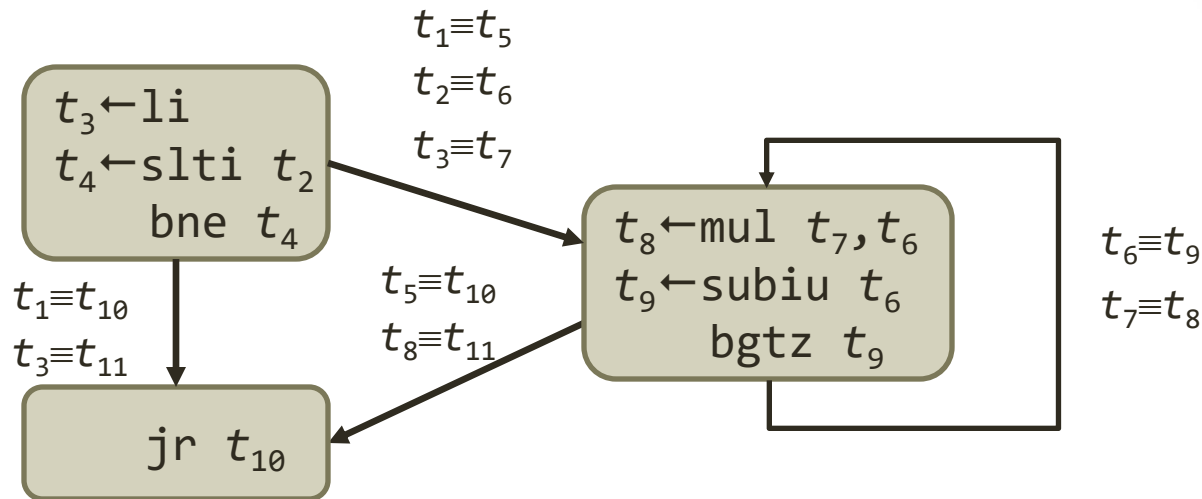 t₁≡t₅
t₂≡t₆
t₃≡t₇
t₃←li
t₄←slti t₂
bne t₄
t₈←mul t₇,t₆
t₉←subiu t₆
bgtz t₉
t₆≡t₉
t₇≡t₈
t₁≡t₁₀
t₃≡t₁₁
t₅≡t₁₀
t₈≡t₁₁
jr t₁₀